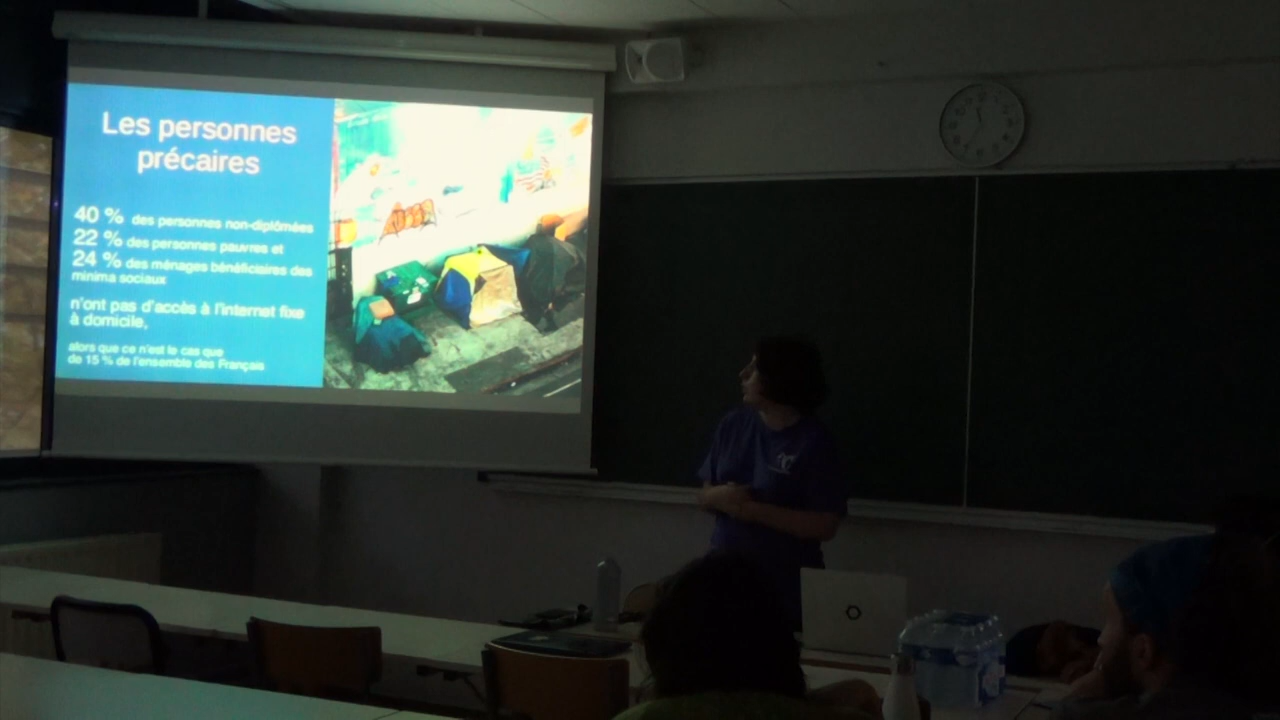 Les personnes
précaires
40 % des personnes non-diplômées
22 % des personnes pauvres et
24 % des ménages bénéficiaires des
minima sociaux
n'ont pas d'accès à l'internet fixe
à domicile,
alors que ce n'est le cas que
de 15 % de l'ensemble des Français